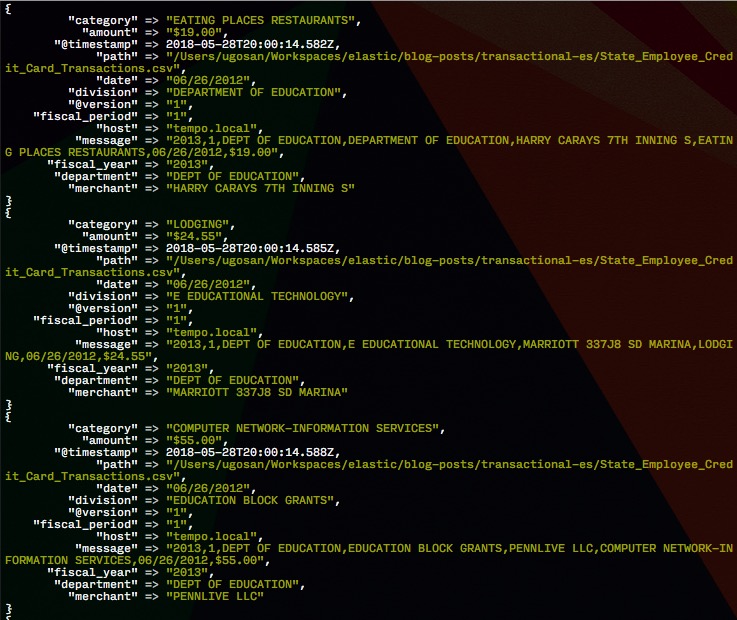 {
"category" => "EATING PLACES RESTAURANTS",
"amount" => "$19.00",
"@timestamp" => 2018-05-28T20:00:14.582Z,
"path" => "/Users/ugosan/Workspaces/elastic/blog-posts/transactional-es/State_Employee_Cred
it_Card_Transactions.csv",
"date" => "06/26/2012",
"division" => "DEPARTMENT OF EDUCATION",
"@version" => "1",
"fiscal_period" => "1",
"host" => "tempo.local",
"message" => "2013,1,DEPT OF EDUCATION,DEPARTMENT OF EDUCATION,HARRY CARAYS 7TH INNING S,EATIN
G PLACES RESTAURANTS,06/26/2012,$19.00",
"fiscal_year" => "2013",
"department" => "DEPT OF EDUCATION",
"merchant" => "HARRY CARAYS 7TH INNING S"
}
{
"category" => "LODGING",
"amount" => "$24.55",
"@timestamp" => 2018-05-28T20:00:14.585Z,
"path" => "/Users/ugosan/Workspaces/elastic/blog-posts/transactional-es/State_Employee_Cred
it_Card_Transactions.csv",
"date" => "06/26/2012",
"division" => "E EDUCATIONAL TECHNOLOGY",
"@version" => "1",
"fiscal_period" => "1",
"host" => "tempo.local",
"message" => "2013,1,DEPT OF EDUCATION,E EDUCATIONAL TECHNOLOGY,MARRIOTT 337J8 SD MARINA,LODGI
NG,06/26/2012,$24.55",
"fiscal_year" => "2013",
"department" => "DEPT OF EDUCATION",
"merchant" => "MARRIOTT 337J8 SD MARINA"
}
{
"category" => "COMPUTER NETWORK-INFORMATION SERVICES",
"amount" => "$55.00",
"@timestamp" => 2018-05-28T20:00:14.588Z,
"path" => "/Users/ugosan/Workspaces/elastic/blog-posts/transactional-es/State_Employee_Cred
it_Card_Transactions.csv",
"date" => "06/26/2012",
"division" => "EDUCATION BLOCK GRANTS",
"@version" => "1",
"fiscal_period" => "1",
"host" => "tempo.local",
"message" => "2013,1,DEPT OF EDUCATION,EDUCATION BLOCK GRANTS,PENNLIVE LLC,COMPUTER NETWORK-IN
FORMATION SERVICES,06/26/2012,$55.00",
"fiscal_year" => "2013",
"department" => "DEPT OF EDUCATION",
"merchant" => "PENNLIVE LLC"
}
{